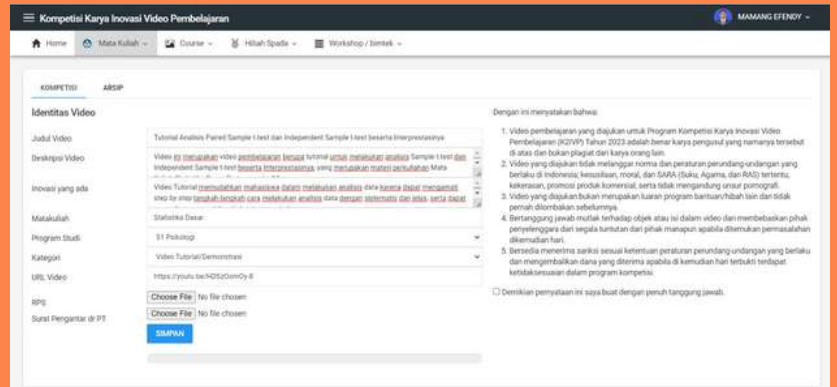 Kompetisi Karya Inovasi Video Pembelajaran
MAMANG EFENDY
Home
Mata Kuliah
Course
Hibah Spada
Workshop / bimtek
KOMPETISI
ARSIP
Identitas Video
Judul Video
Tutorial Analisis Paired Sample t-test dan Independent Sample t-test beserta Interprestasinya
Deskripsi Video
Video ini merupakan video pembelajaran berupa tutorial untuk melakukan analisis Sample t-test dan
Independent Sample t-test beserta Interprestasinya, yang merupakan materi perkuliahan Mata
Inovasi yang ada
Video Tutorial memudahkan mahasiswa dalam melakukan analisis data karena dapat mengamati
step by step langkah-langkah cara melakukan analisis data dengan sistematis dan jelas, serta dapat
Matakuliah
Statistika Dasar
Program Studi
S1 Psikologi
Kategori
Video Tutorial/Demonstrasi
URL Video
RPS
Choose File No file chosen
Surat Pengantar dr PT
Choose File No file chosen
SIMPAN
Dengan ini menyatakan bahwa:
1. Video pembelajaran yang diajukan untuk Program Kompetisi Karya Inovasi Video
Pembelajaran (K2IVP) Tahun 2023 adalah benar karya pengusul yang namanya tersebut
di atas dan bukan plagiat dari karya orang lain.
2. Video yang diajukan tidak melanggar norma dan peraturan perundang-undangan yang
berlaku di Indonesia; kesusilaan, moral, dan SARA (Suku, Agama, dan RAS) tertentu,
kekerasan, promosi produk komersial, serta tidak mengandung unsur pornografi.
3. Video yang diajukan bukan merupakan luaran program bantuan/hibah lain dan tidak
pernah dilombakan sebelumnya.
4. Bertanggung jawab mutlak terhadap objek atau isi dalam video dan membebaskan pihak
penyelenggara dari segala tuntutan dari pihak manapun apabila ditemukan permasalahan
dikemudian hari.
5. Bersedia menerima sanksi sesuai ketentuan peraturan perundang-undangan yang berlaku
dan mengembalikan dana yang diterima apabila di kemudian hari terbukti terdapat
ketidaksesuaian dalam program kompetisi.
Demikian pernyataan ini saya buat dengan penuh tanggung jawab.